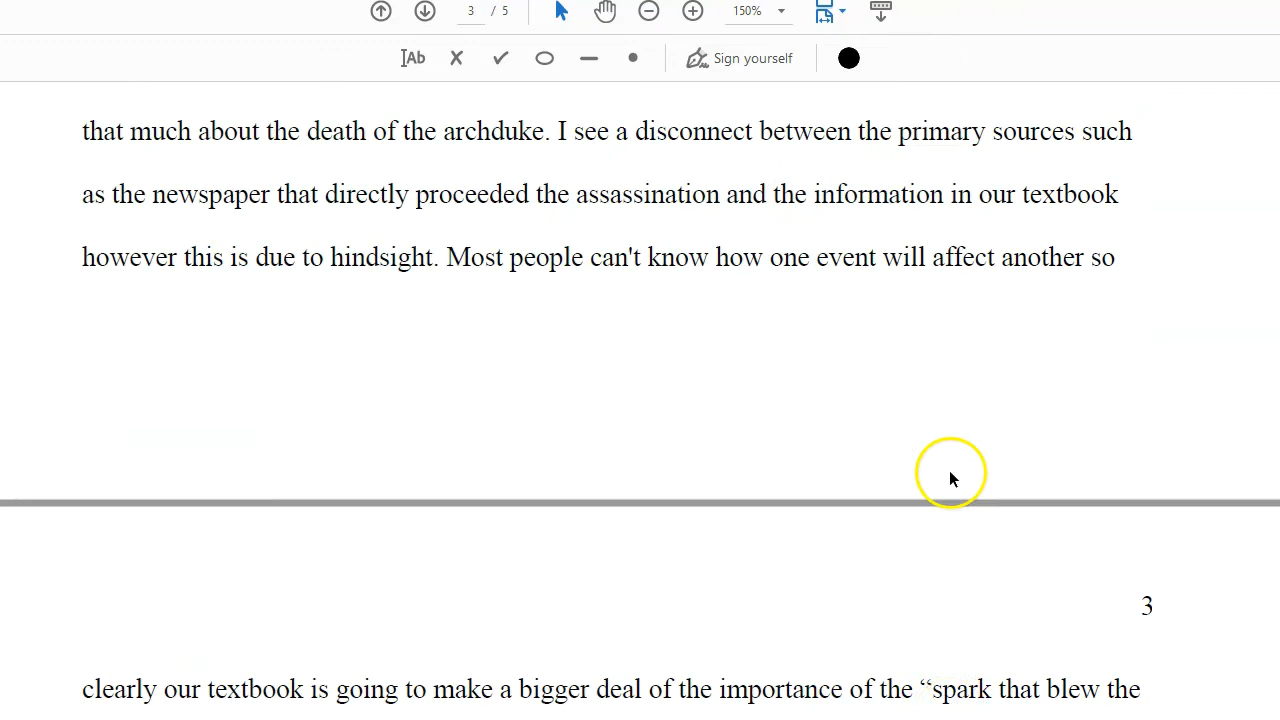 3 / 5 150%
Ab Sign yourself
that much about the death of the archduke. I see a disconnect between the primary sources such
as the newspaper that directly proceeded the assassination and the information in our textbook
however this is due to hindsight. Most people can't know how one event will affect another so
3
clearly our textbook is going to make a bigger deal of the importance of the “spark that blew the